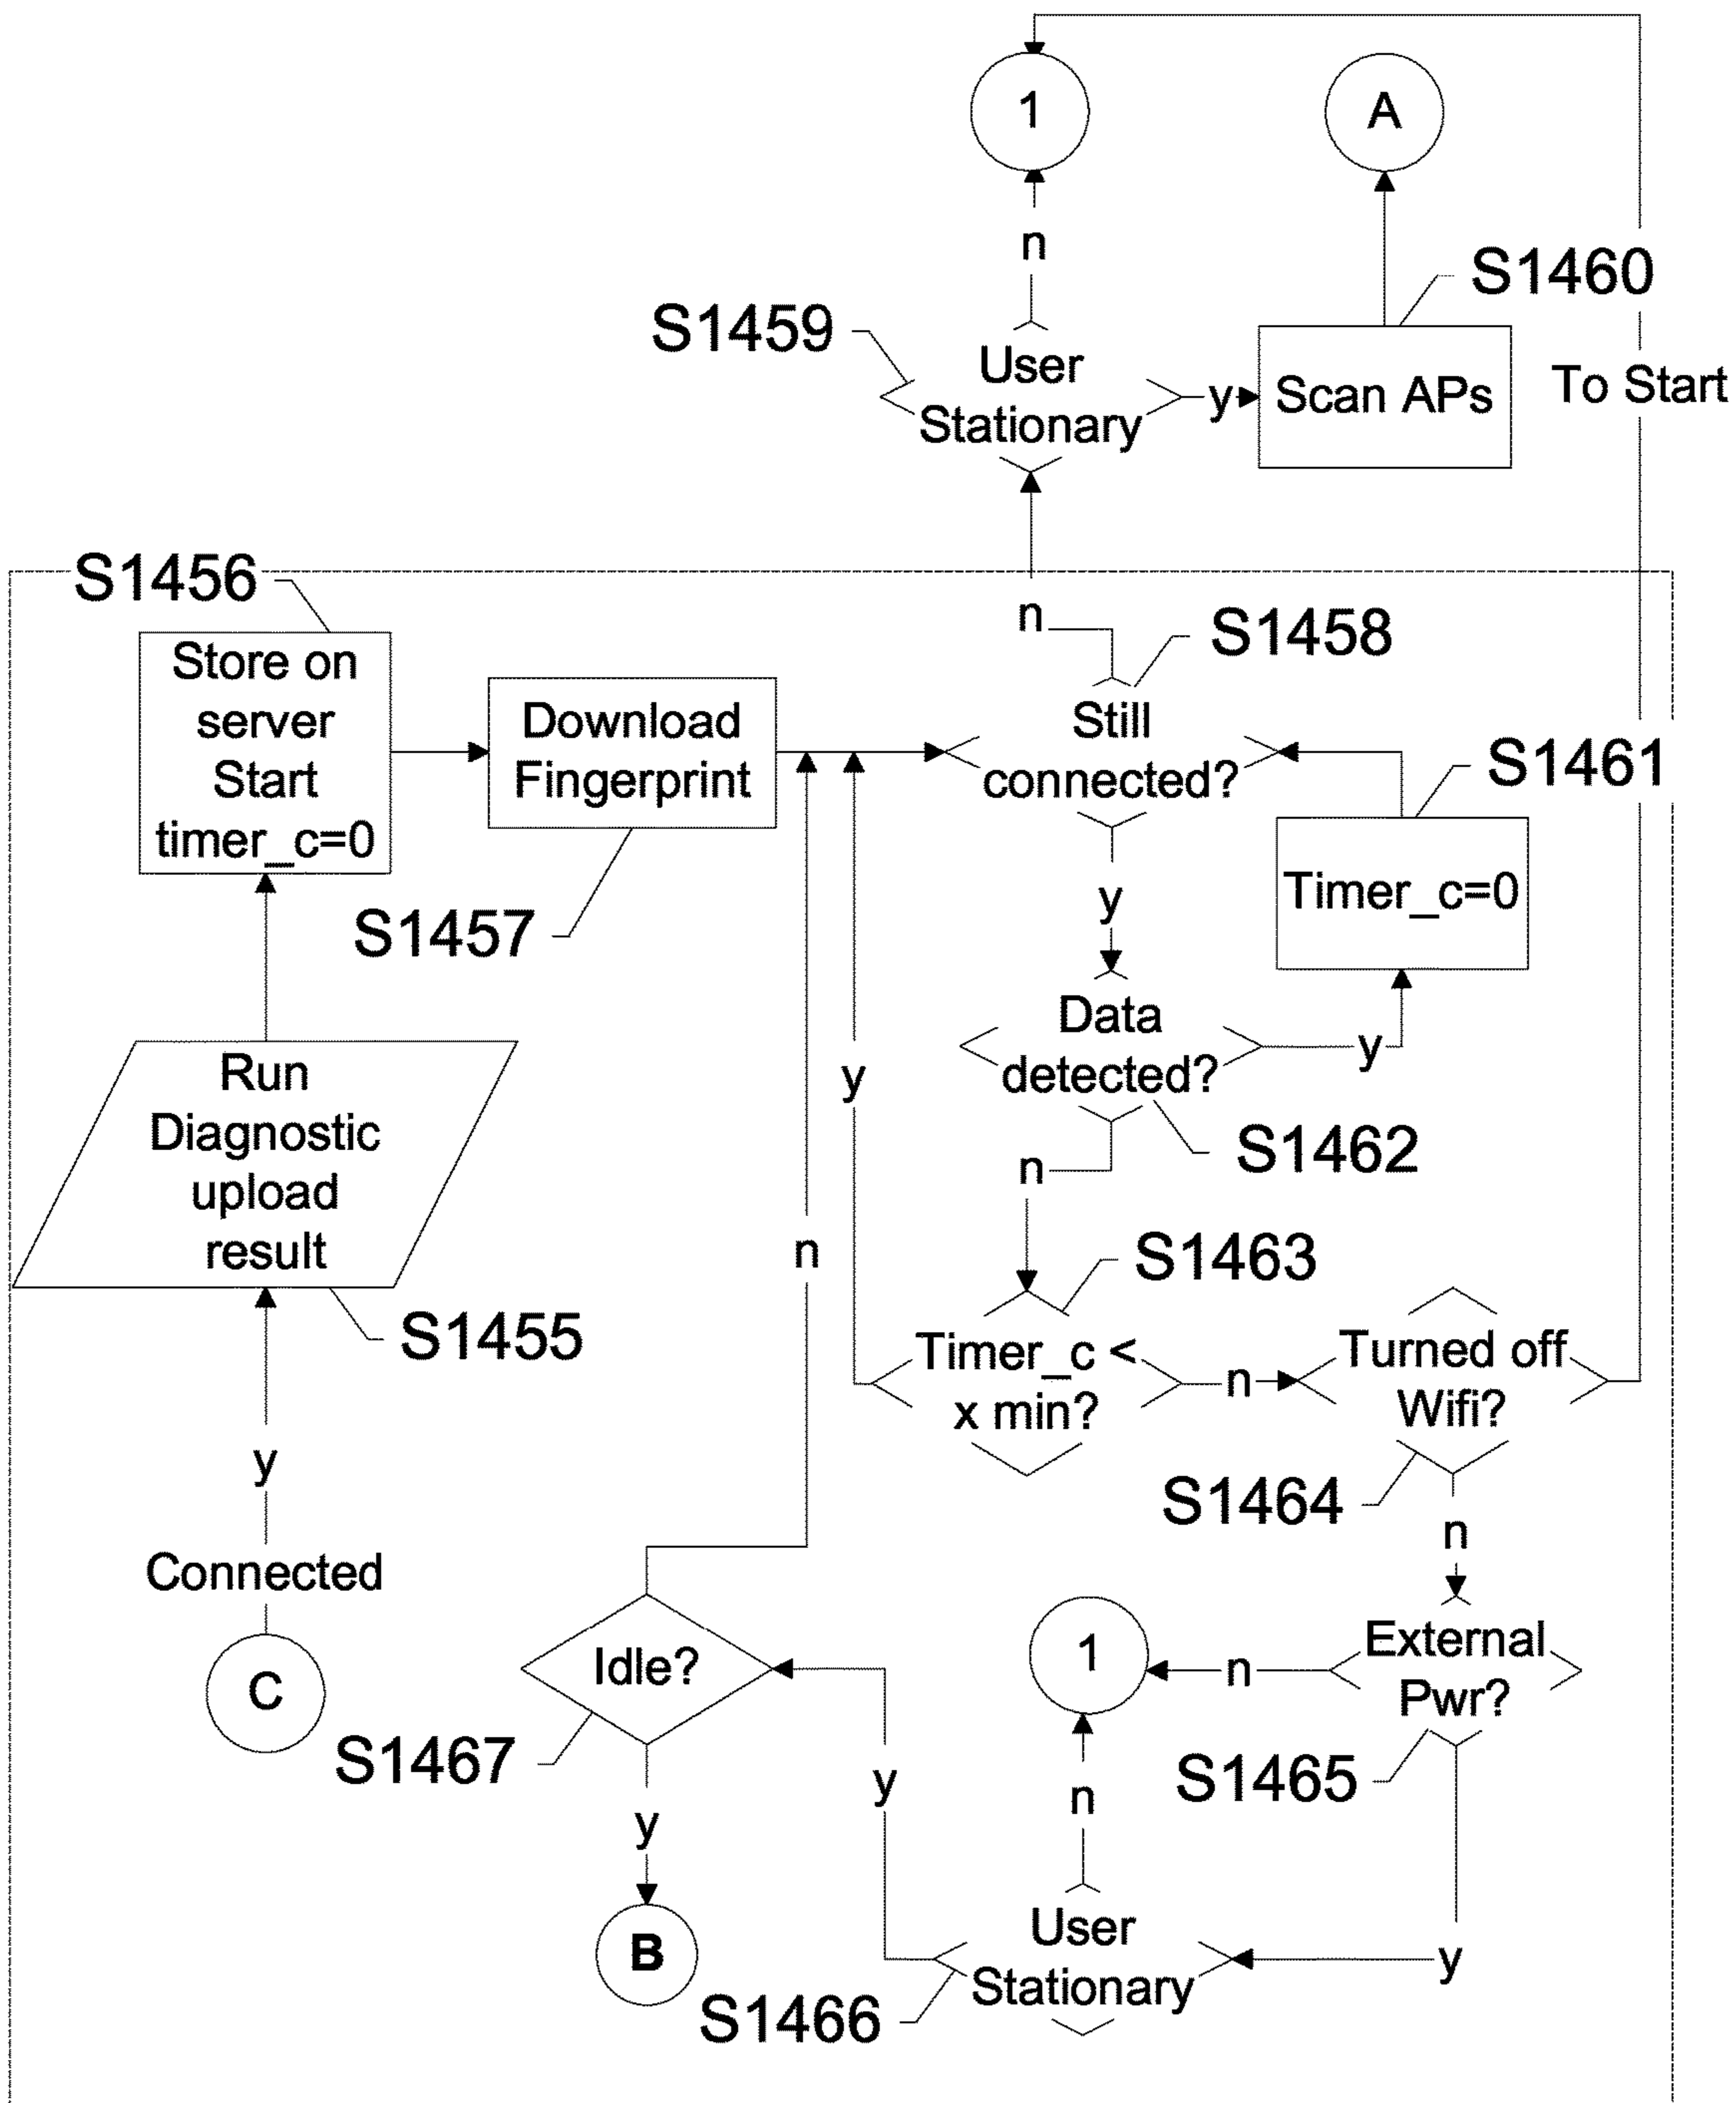 1
A
n
S1460
S1459
User
Stationary
y
Scan APs
To Start
S1456
n
S1458
Store on
server
Start
timer_c=0
Download
Fingerprint
Still
connected?
S1461
S1457
y
Timer_c=0
Data
detected?
y
Run
Diagnostic
upload
result
y
S1462
n
n
S1463
S1455
Timer_c <
x min?
n
Turned off
Wifi?
y
S1464
n
Connected
C
Idle?
1
n
External
Pwr?
S1467
y
n
S1465
y
B
User
Stationary
y
S1466